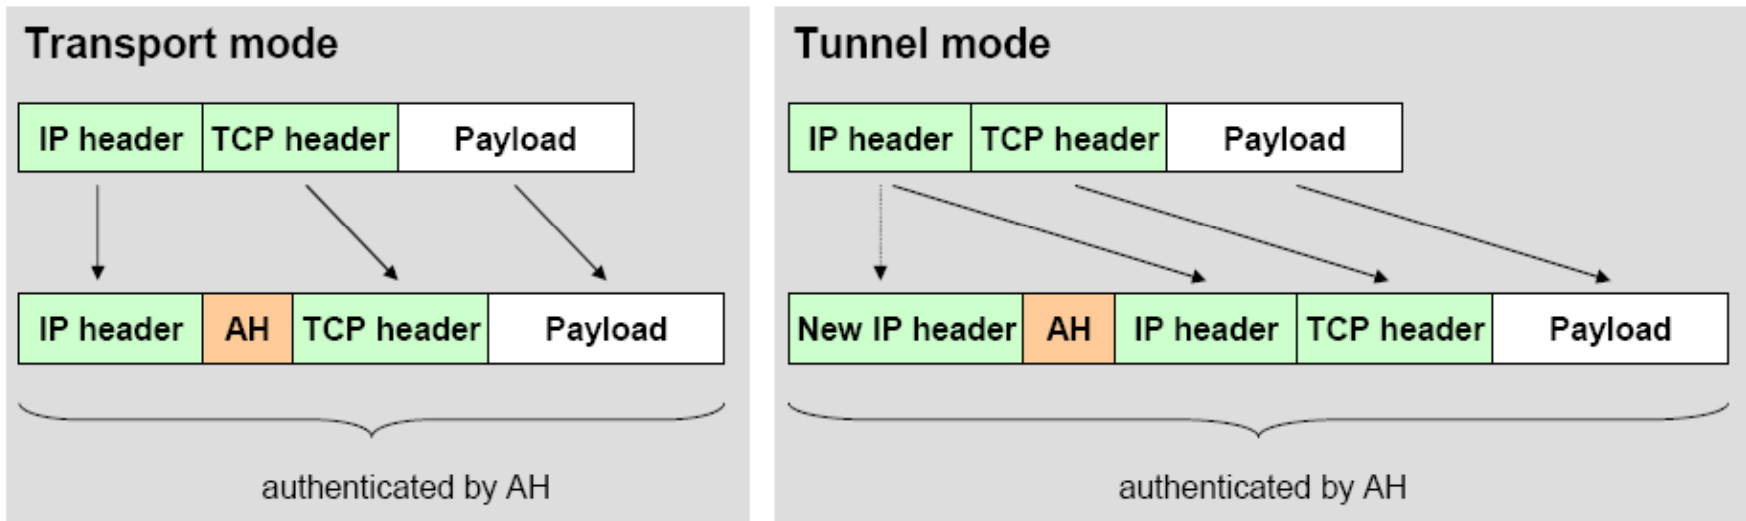 Transport mode
IP header TCP header Payload
IP header AH TCP header Payload
authenticated by AH
Tunnel mode
IP header TCP header Payload
New IP header AH IP header TCP header Payload
authenticated by AH